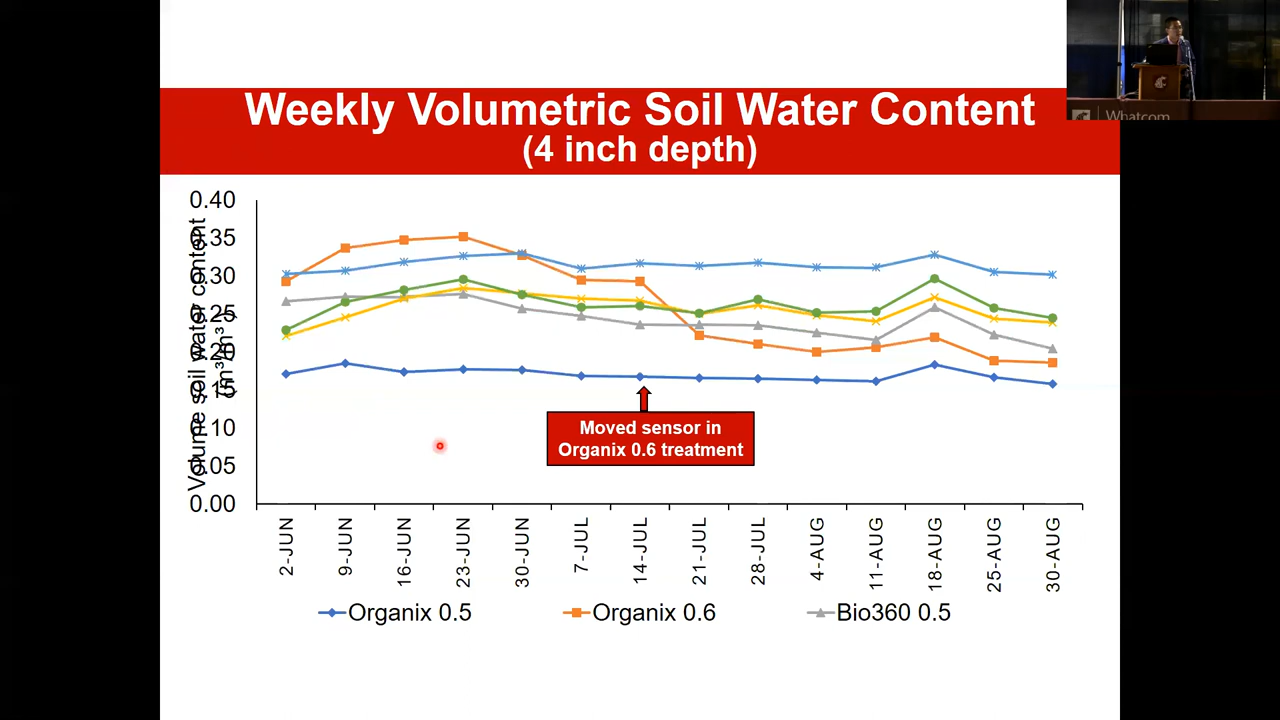 Weekly Volumetric Soil Water Content
(4 inch depth)
Whatcom
Volume soil water content
m³ m³
0.40
0.35
0.30
0.25
0.20
0.15
0.10
0.05
0.00
Moved sensor in
Organix 0.6 treatment
2-JUN
9-JUN
16-JUN
23-JUN
30-JUN
7-JUL
14-JUL
21-JUL
28-JUL
4-AUG
11-AUG
18-AUG
25-AUG
30-AUG
Organix 0.5 Organix 0.6 Bio360 0.5